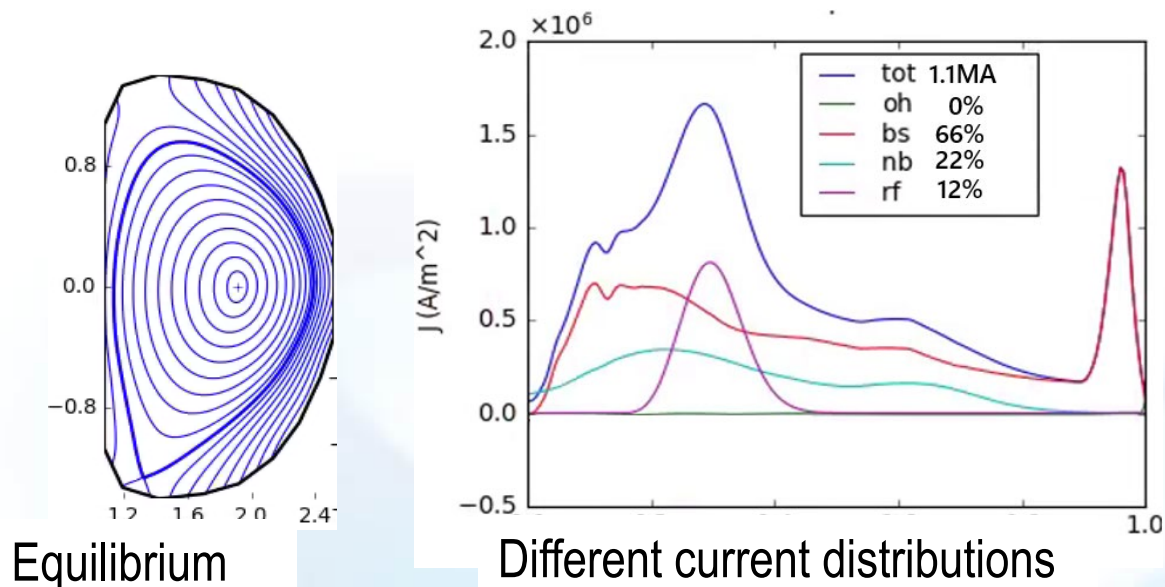 ×10⁶
2.0
1.5
1.0
0.5
0.0
−0.5
J (A/m^2)
tot 1.1MA
oh 0%
bs 66%
nb 22%
rf 12%
1.0
0.8
0.0
−0.8
1.2 1.6 2.0 2.4
Equilibrium
Different current distributions